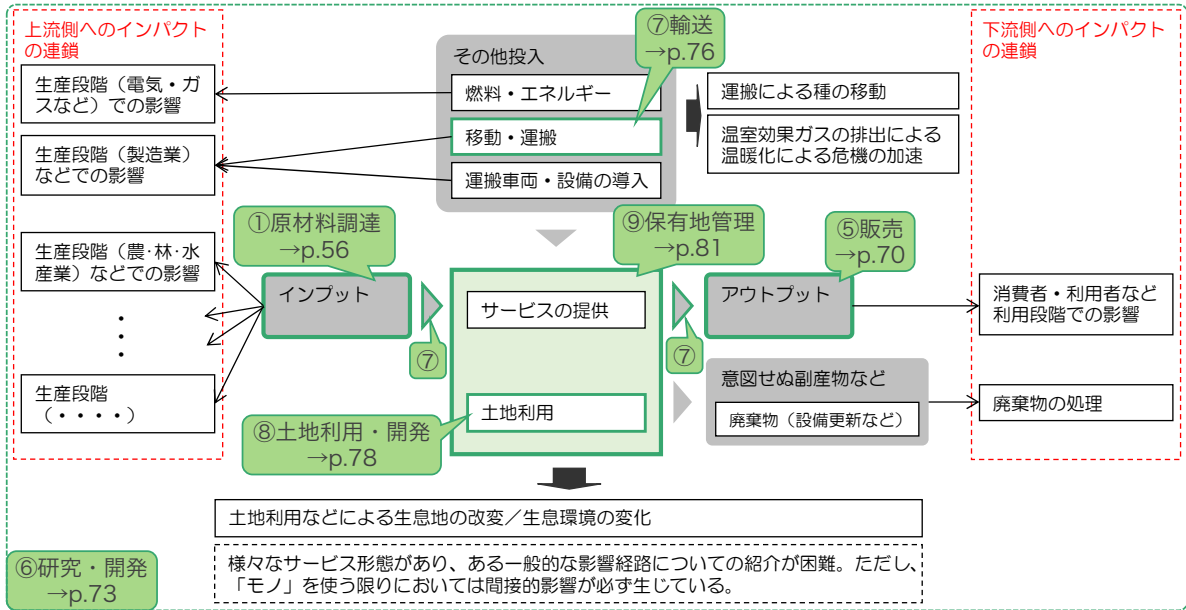 上流側へのインパクト
の連鎖
生産段階（電気・ガ
スなど）での影響
生産段階（製造業）
などでの影響
生産段階（農･林･水
産業）などでの影響
・
・
・
生産段階
（・・・・）
その他投入
燃料・エネルギー
移動・運搬
運搬車両・設備の導入
⑦輸送
→p.76
運搬による種の移動
温室効果ガスの排出による
温暖化による危機の加速
下流側へのインパクト
の連鎖
①原材料調達
→p.56
インプット
⑦
⑨保有地管理
→p.81
サービスの提供
土地利用
⑧土地利用・開発
→p.78
⑦
⑤販売
→p.70
アウトプット
意図せぬ副産物など
廃棄物（設備更新など）
消費者・利用者など
利用段階での影響
廃棄物の処理
土地利用などによる生息地の改変／生息環境の変化
様々なサービス形態があり、ある一般的な影響経路についての紹介が困難。ただし、
「モノ」を使う限りにおいては間接的影響が必ず生じている。
⑥研究・開発
→p.73